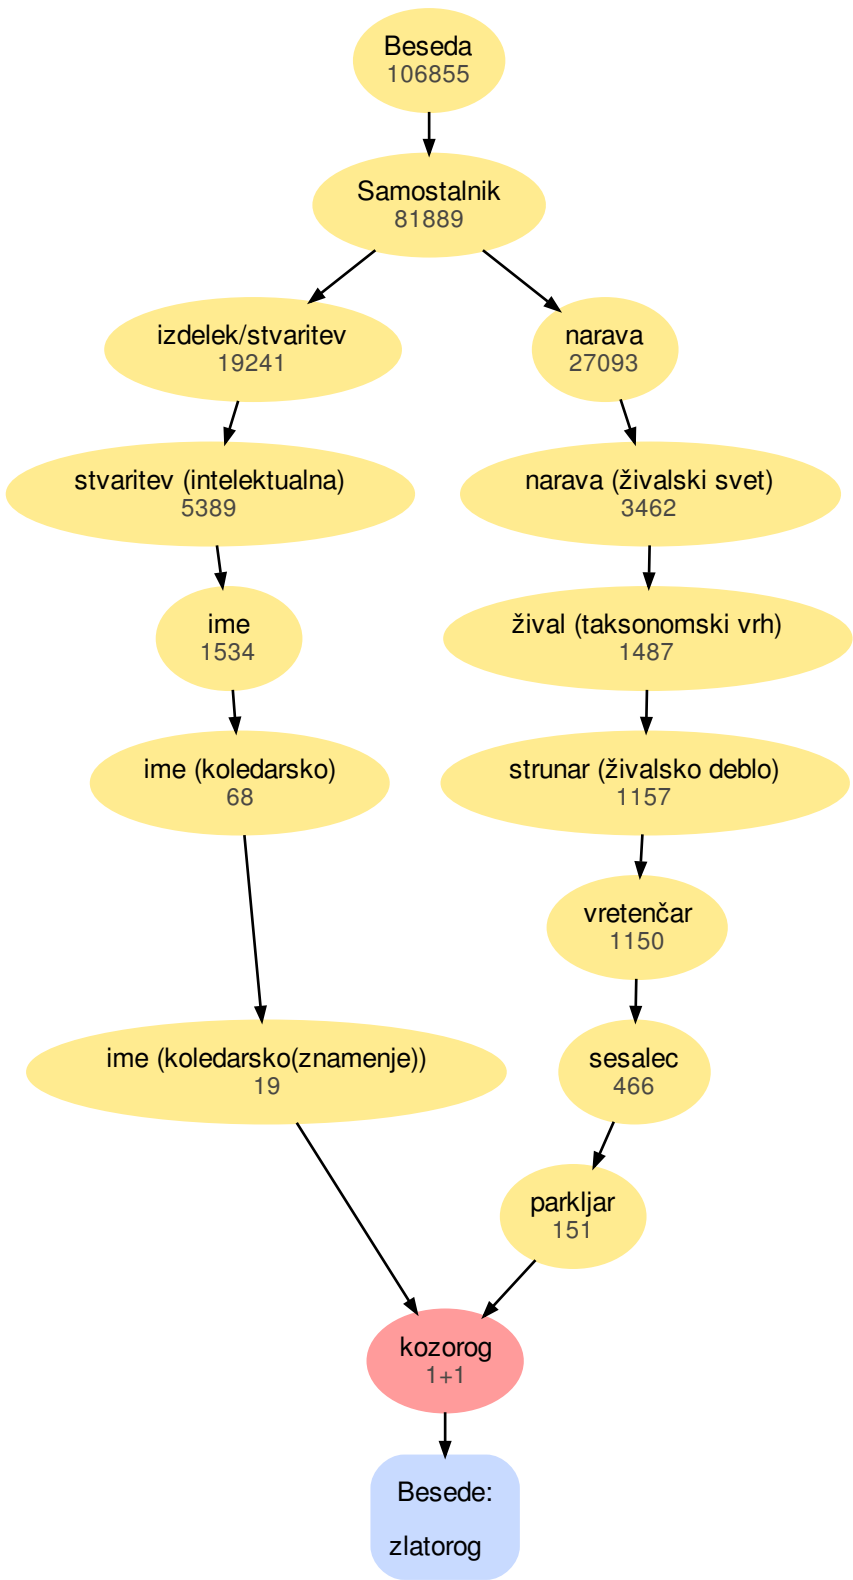 Beseda
106855
Samostalnik
81889
izdelek/stvaritev
19241
narava
27093
stvaritev (intelektualna)
5389
narava (živalski svet)
3462
ime
1534
žival (taksonomski vrh)
1487
ime (koledarsko)
68
strunar (živalsko deblo)
1157
vretenčar
1150
ime (koledarsko(znamenje))
19
sesalec
466
parkljar
151
kozorog
1+1
Besede:
zlatorog